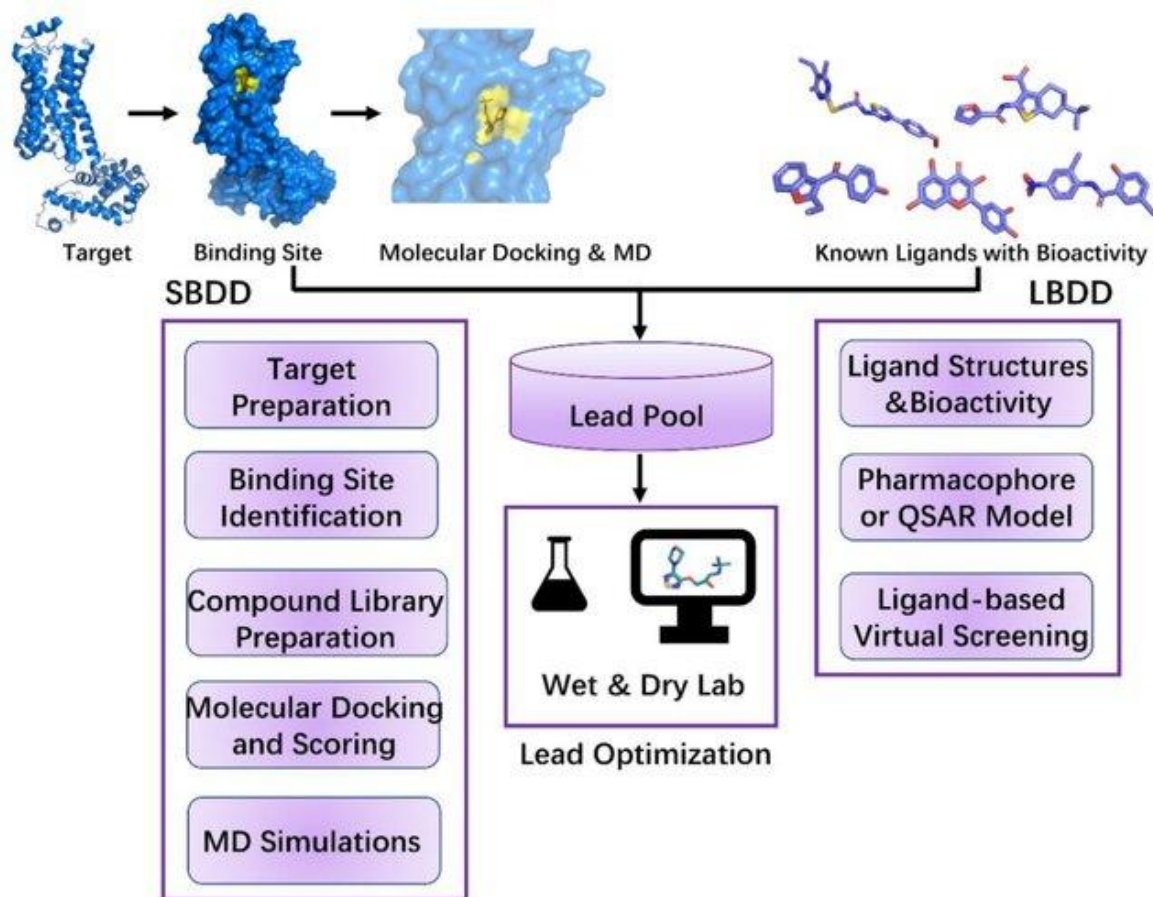 Target
Binding Site
Molecular Docking & MD
Known Ligands with Bioactivity
SBDD
LBDD
Target
Preparation
Binding Site
Identification
Compound Library
Preparation
Molecular Docking
and Scoring
MD Simulations
Lead Pool
Wet & Dry Lab
Lead Optimization
Ligand Structures
&Bioactivity
Pharmacophore
or QSAR Model
Ligand-based
Virtual Screening